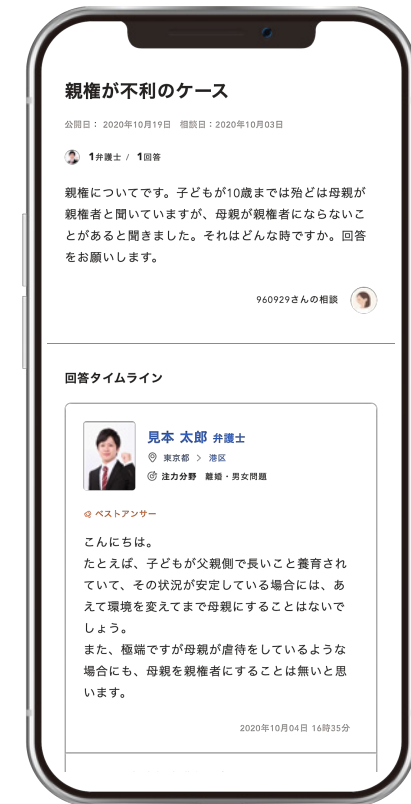 親権が不利のケース
公開日： 2020年10月19日 相談日：2020年10月03日
1弁護士 / 1回答
親権についてです。子どもが10歳までは殆どは母親が
親権者と聞いていますが、母親が親権者にならないこ
とがあると聞きました。それはどんな時ですか。回答
をお願いします。
960929さんの相談
回答タイムライン
見本 太郎 弁護士
東京都 > 港区
注力分野 離婚・男女問題
ベストアンサー
こんにちは。
たとえば、子どもが父親側で長いこと養育され
ていて、その状況が安定している場合には、あ
えて環境を変えてまで母親にすることはないで
しょう。
また、極端ですが母親が虐待をしているような
場合にも、母親を親権者にすることは無いと思
います。
2020年10月04日 16時35分